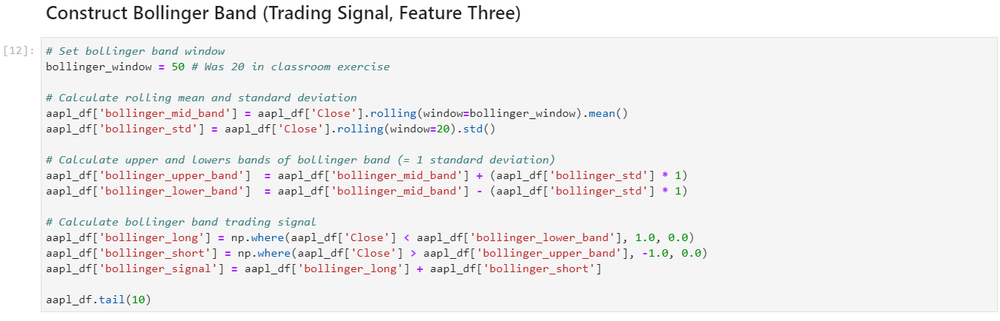 Construct Bollinger Band (Trading Signal, Feature Three)
[12]:
# Set bollinger band window
bollinger_window = 50 # Was 20 in classroom exercise
# Calculate rolling mean and standard deviation
aapl_df['bollinger_mid_band'] = aapl_df['Close'].rolling(window=bollinger_window).mean()
aapl_df['bollinger_std'] = aapl_df['Close'].rolling(window=20).std()
# Calculate upper and lowers bands of bollinger band (= 1 standard deviation)
aapl_df['bollinger_upper_band']  = aapl_df['bollinger_mid_band'] + (aapl_df['bollinger_std'] * 1)
aapl_df['bollinger_lower_band']  = aapl_df['bollinger_mid_band'] - (aapl_df['bollinger_std'] * 1)
# Calculate bollinger band trading signal
aapl_df['bollinger_long'] = np.where(aapl_df['Close'] < aapl_df['bollinger_lower_band'], 1.0, 0.0)
aapl_df['bollinger_short'] = np.where(aapl_df['Close'] > aapl_df['bollinger_upper_band'], -1.0, 0.0)
aapl_df['bollinger_signal'] = aapl_df['bollinger_long'] + aapl_df['bollinger_short']
aapl_df.tail(10)